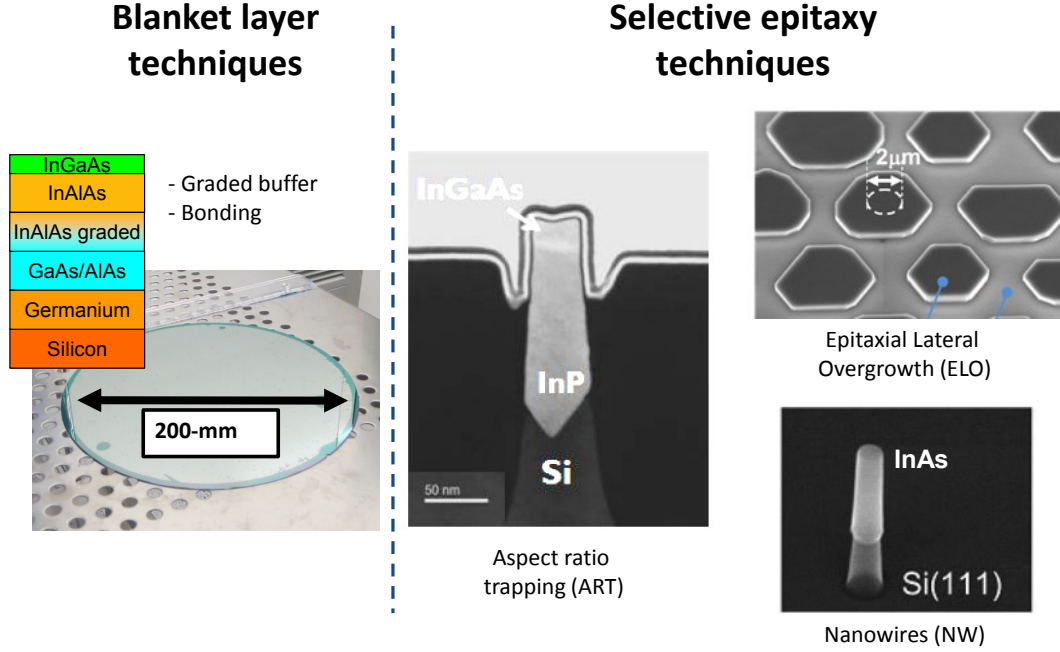 Blanket layer
techniques
Selective epitaxy
techniques
InGaAs
InAlAs
InAlAs graded
GaAs/AlAs
Germanium
Silicon
- Graded buffer
- Bonding
200-mm
InGaAs
InP
Si
50 nm
Aspect ratio
trapping (ART)
2μm
Epitaxial Lateral
Overgrowth (ELO)
InAs
Si(111)
Nanowires (NW)